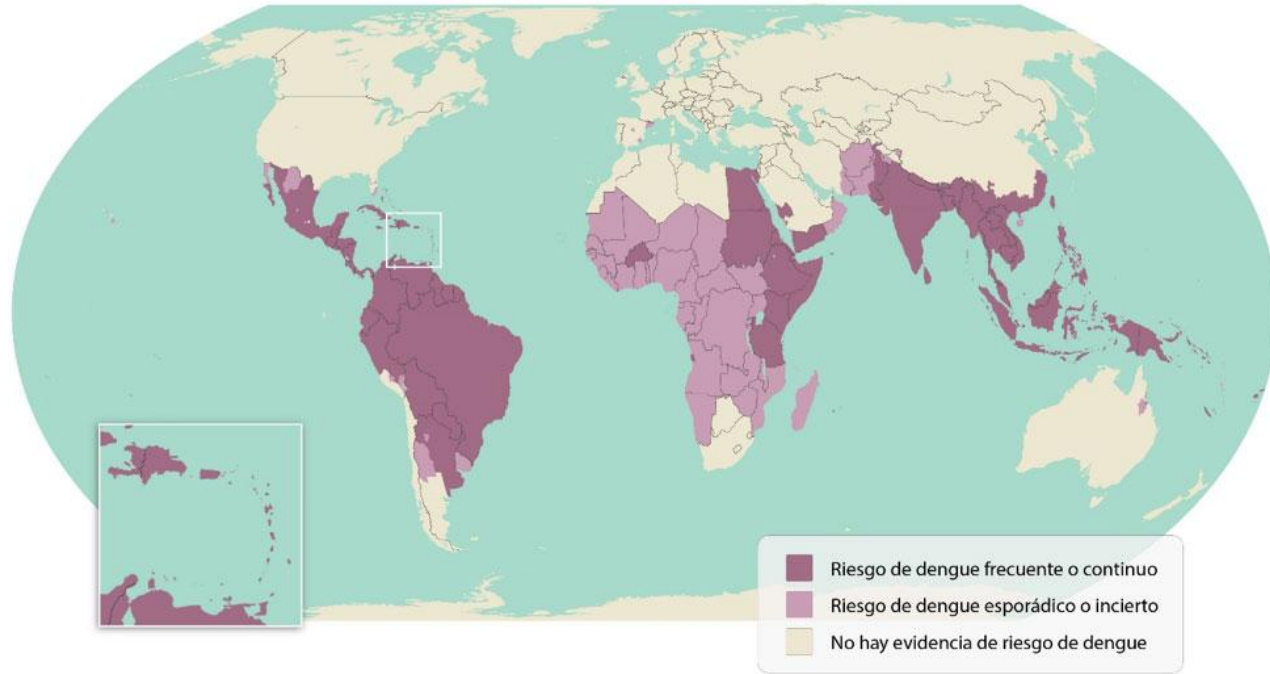 Riesgo de dengue frecuente o continuo
Riesgo de dengue esporádico o incierto
No hay evidencia de riesgo de dengue